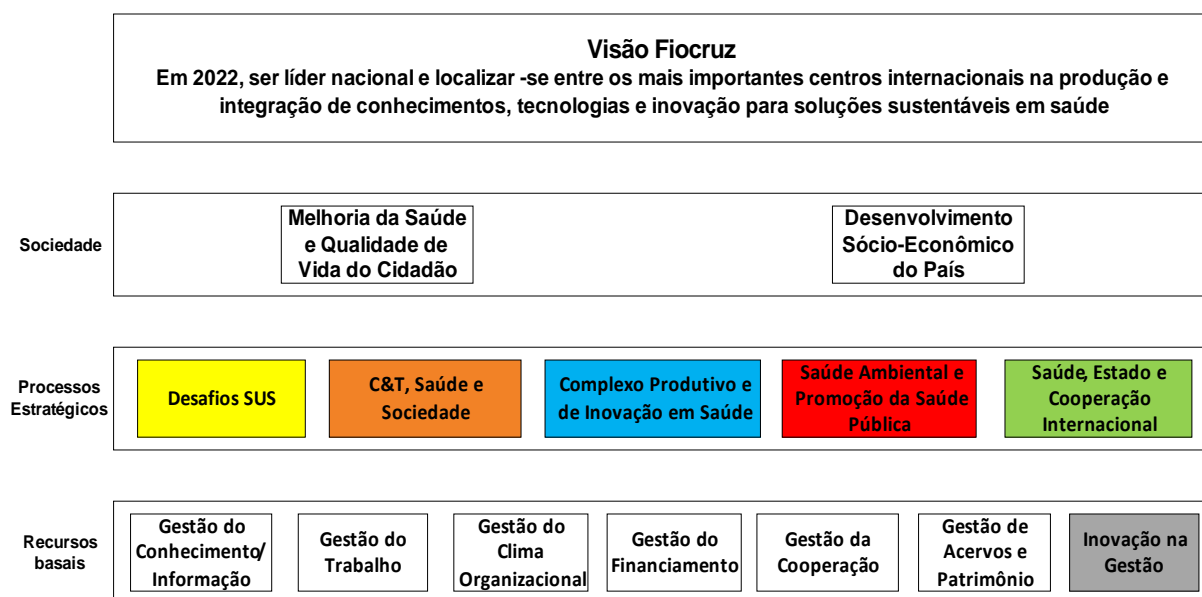 Visão Fiocruz
Em 2022, ser líder nacional e localizar -se entre os mais importantes centros internacionais na produção e
integração de conhecimentos, tecnologias e inovação para soluções sustentáveis em saúde
Sociedade
Melhoria da Saúde
e Qualidade de
Vida do Cidadão
Desenvolvimento
Sócio-Econômico
do País
Processos
Estratégicos
Desafios SUS
C&T, Saúde e
Sociedade
Complexo Produtivo e
de Inovação em Saúde
Saúde Ambiental e
Promoção da Saúde
Pública
Saúde, Estado e
Cooperação
Internacional
Recursos
basais
Gestão do
Conhecimento/
Informação
Gestão do
Trabalho
Gestão do
Clima
Organizacional
Gestão do
Financiamento
Gestão da
Cooperação
Gestão de
Acervos e
Patrimônio
Inovação na
Gestão